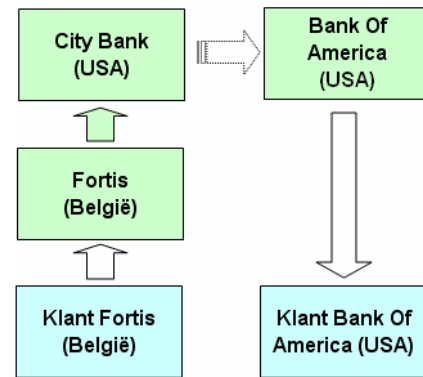 City Bank
(USA)
Bank Of
America
(USA)
Fortis
(België)
Klant Fortis
(België)
Klant Bank Of
America (USA)